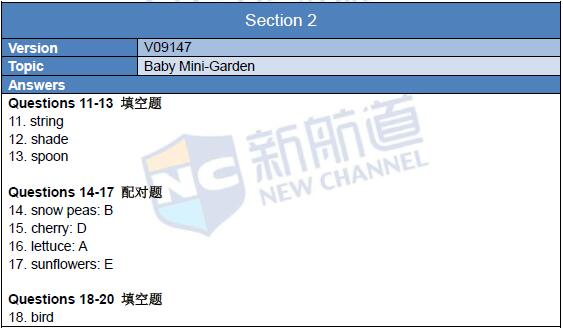 Section 2
Version V09147
Topic Baby Mini-Garden
Answers
Questions 11-13 填空题
11. string
12. shade
13. spoon
Questions 14-17 配对题
14. snow peas: B
15. cherry: D
16. lettuce: A
17. sunflowers: E
Questions 18-20 填空题
18. bird
NC 新航道
NEW CHANNEL